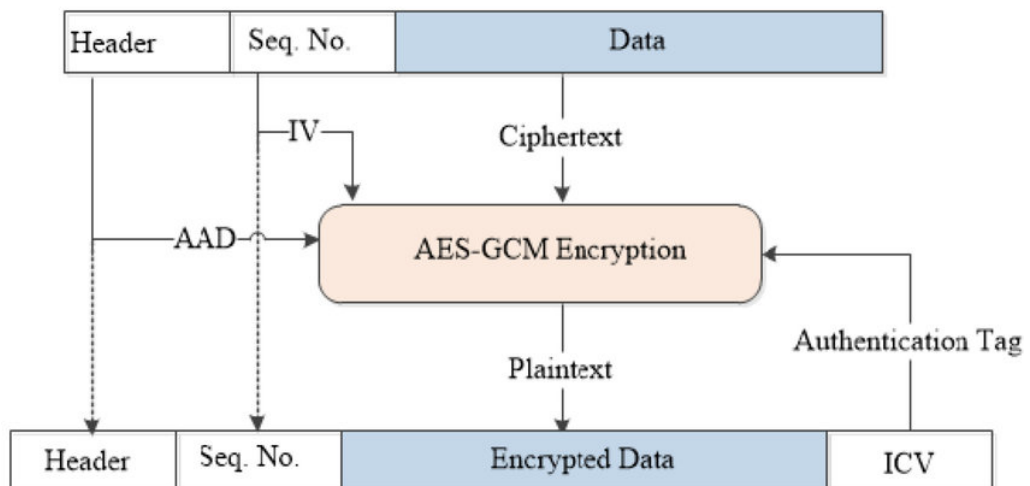 Header Seq. No. Data
IV
Ciphertext
AAD
AES-GCM Encryption
Authentication Tag
Plaintext
Header Seq. No. Encrypted Data ICV